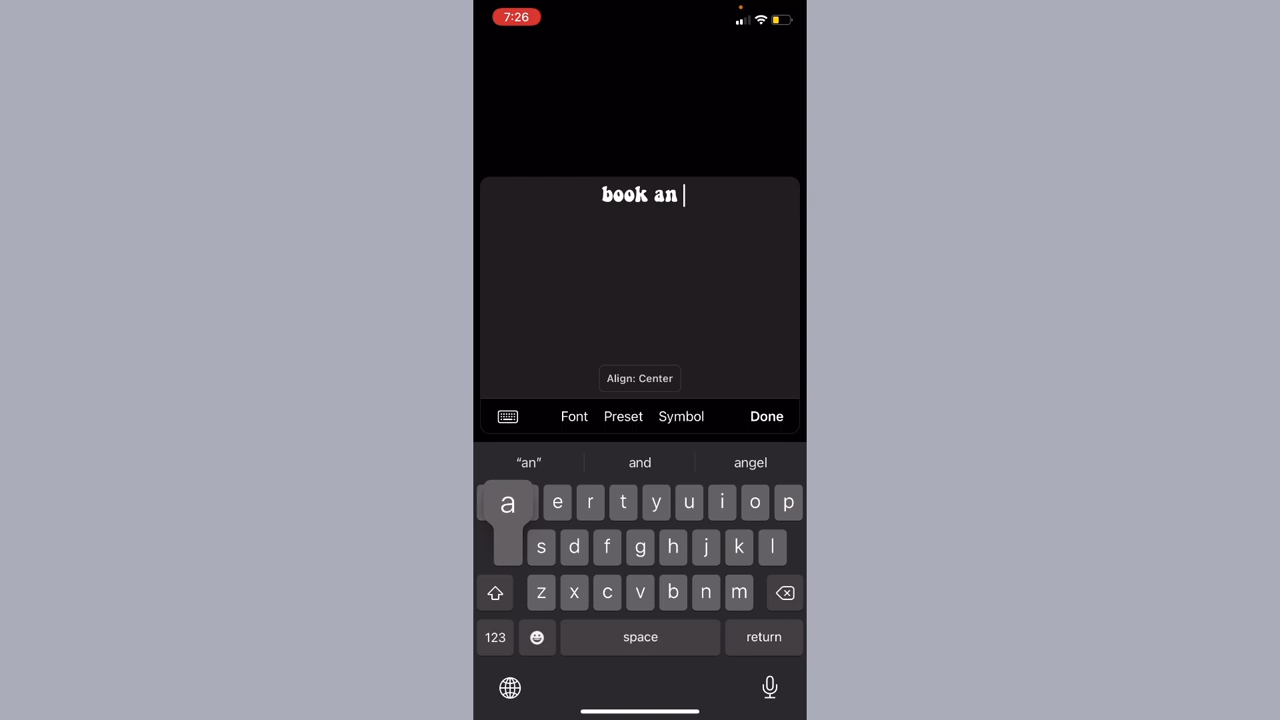 7:26
book an
Align: Center
Font Preset Symbol Done
“an” and angel
a e r t y u i o p
s d f g h j k l
z x c v b n m
123 space return